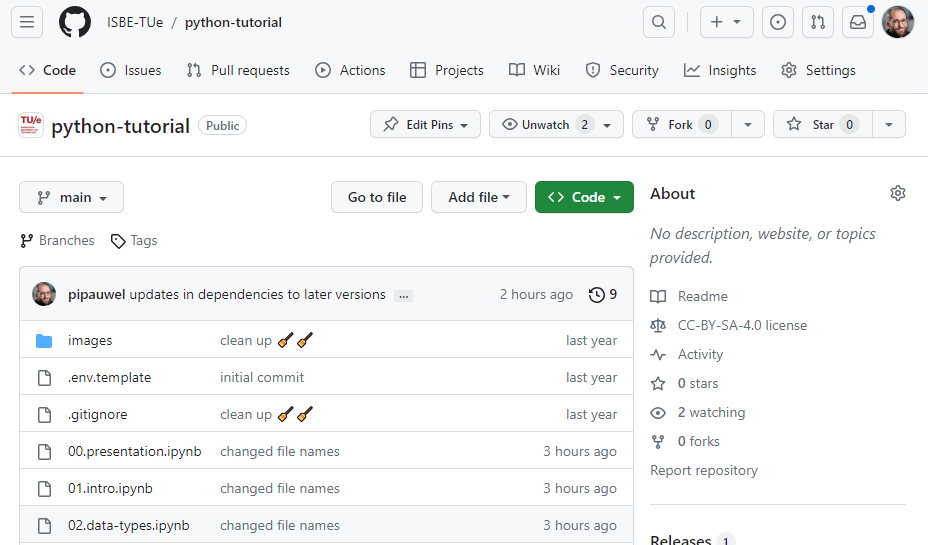 ISBE-TUe / python-tutorial
Code Issues Pull requests Actions Projects Wiki Security Insights Settings
TU/e python-tutorial Public Edit Pins Unwatch 2 Fork 0 Star 0
main Go to file Add file Code
Branches Tags
pipauwel updates in dependencies to later versions ... 2 hours ago 9
images clean up 🧹🧹 last year
.env.template initial commit last year
.gitignore clean up 🧹🧹 last year
00.presentation.ipynb changed file names 3 hours ago
01.intro.ipynb changed file names 3 hours ago
02.data-types.ipynb changed file names 3 hours ago
About
No description, website, or topics
provided.
Readme
CC-BY-SA-4.0 license
Activity
0 stars
2 watching
0 forks
Report repository
Releases 1